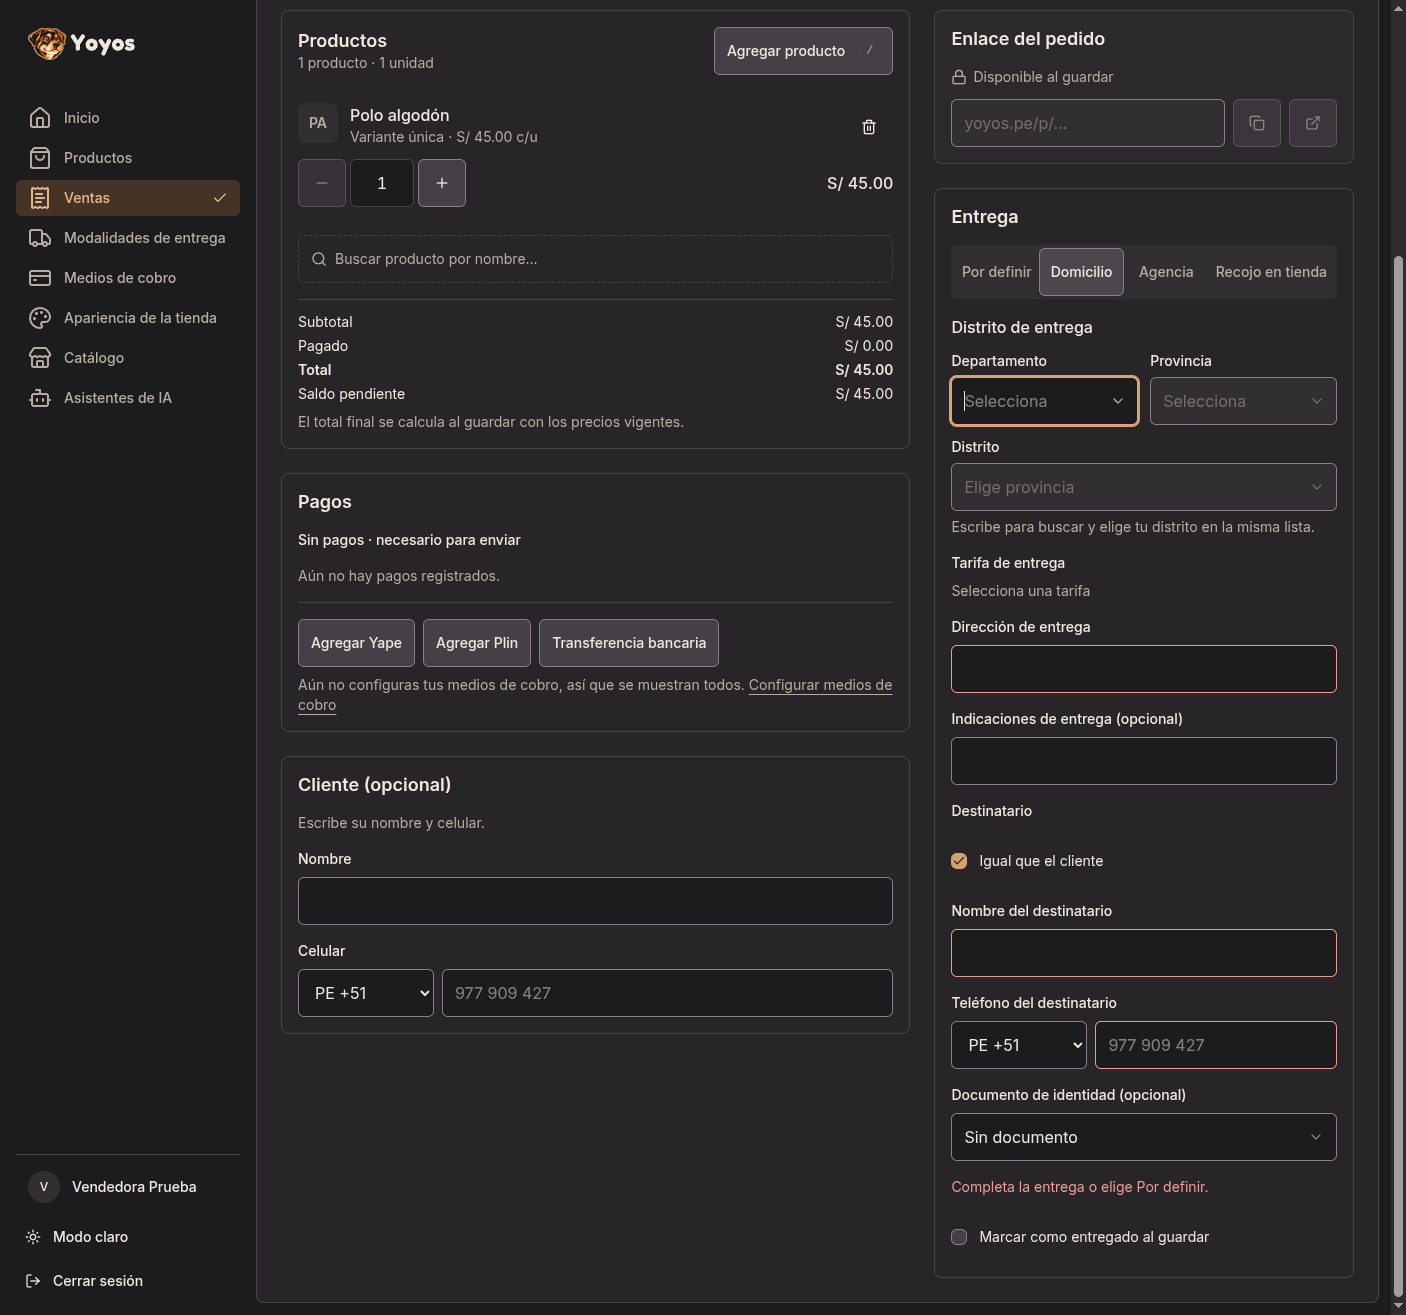 Yoyos
Inicio
Productos
Ventas
Modalidades de entrega
Medios de cobro
Apariencia de la tienda
Catálogo
Asistentes de IA
V
Vendedora Prueba
Modo claro
Cerrar sesión
Productos
1 producto · 1 unidad
Agregar producto /
PA
Polo algodón
Variante única · S/ 45.00 c/u
1
S/ 45.00
Buscar producto por nombre...
Subtotal S/ 45.00
Pagado S/ 0.00
Total S/ 45.00
Saldo pendiente S/ 45.00
El total final se calcula al guardar con los precios vigentes.
Pagos
Sin pagos · necesario para enviar
Aún no hay pagos registrados.
Agregar Yape Agregar Plin Transferencia bancaria
Aún no configuras tus medios de cobro, así que se muestran todos. Configurar medios de
cobro
Cliente (opcional)
Escribe su nombre y celular.
Nombre
Celular
PE +51 977 909 427
Enlace del pedido
Disponible al guardar
yoyos.pe/p/...
Entrega
Por definir Domicilio Agencia Recojo en tienda
Distrito de entrega
Departamento Provincia
Selecciona Selecciona
Distrito
Elige provincia
Escribe para buscar y elige tu distrito en la misma lista.
Tarifa de entrega
Selecciona una tarifa
Dirección de entrega
Indicaciones de entrega (opcional)
Destinatario
Igual que el cliente
Nombre del destinatario
Teléfono del destinatario
PE +51 977 909 427
Documento de identidad (opcional)
Sin documento
Completa la entrega o elige Por definir.
Marcar como entregado al guardar